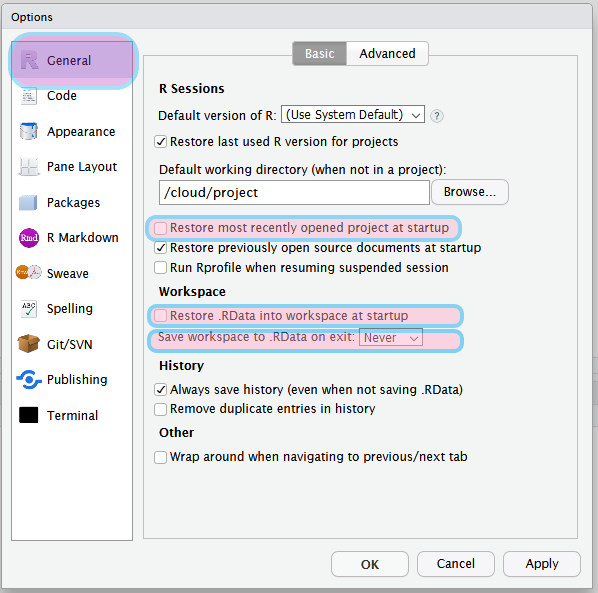 Options
General
Code
Appearance
Pane Layout
Packages
Rmd R Markdown
Sweave
ABC Spelling
Git/SVN
Publishing
Terminal
Basic Advanced
R Sessions
Default version of R: (Use System Default) ?
Restore last used R version for projects
Default working directory (when not in a project):
/cloud/project Browse...
Restore most recently opened project at startup
Restore previously open source documents at startup
Run Rprofile when resuming suspended session
Workspace
Restore .RData into workspace at startup
Save workspace to .RData on exit: Never
History
Always save history (even when not saving .RData)
Remove duplicate entries in history
Other
Wrap around when navigating to previous/next tab
OK Cancel Apply